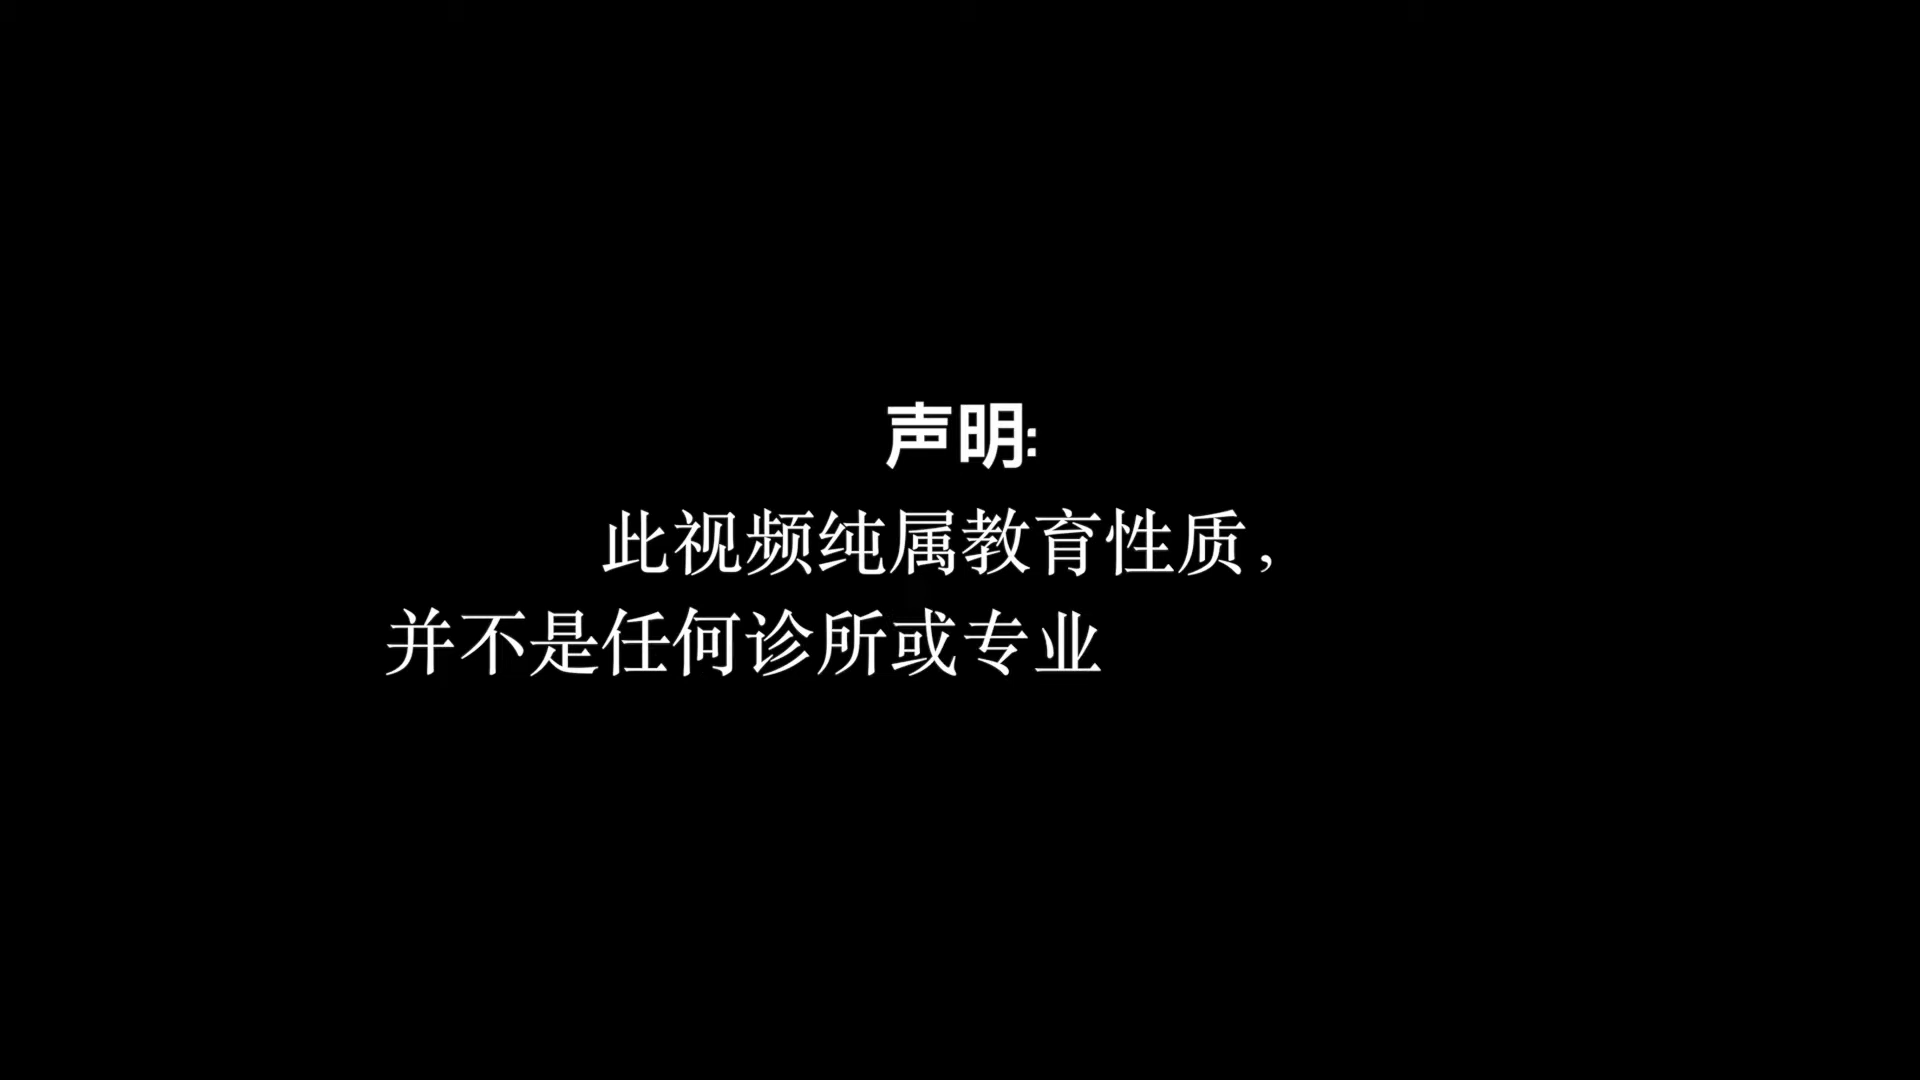 声明:
此视频纯属教育性质，
并不是任何诊所或专业